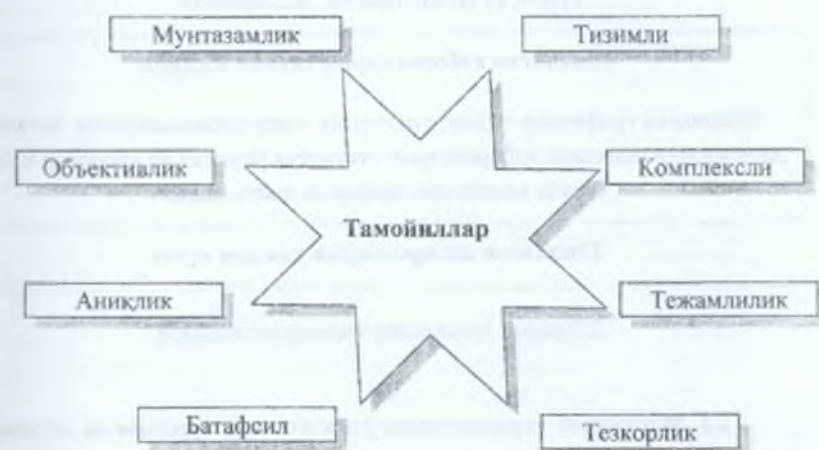 Мунтазамлик
Тизимли
Объективлик
Комплексли
Тамойиллар
Аниқлик
Тежамлилик
Батафсил
Тезкорлик